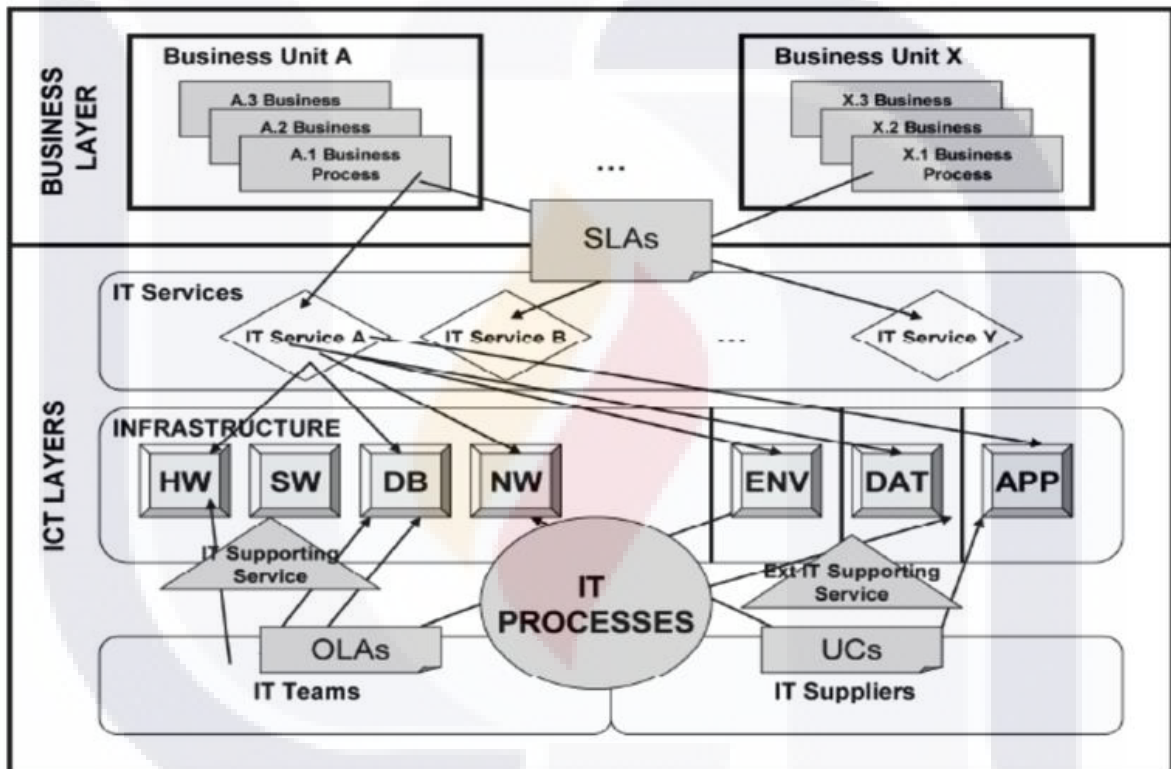 BUSINESS
LAYER
Business Unit A
A.3 Business
A.2 Business
A.1 Business
Process
...
Business Unit X
X.3 Business
X.2 Business
X.1 Business
Process
SLAs
ICT LAYERS
IT Services
IT Service A
IT Service B
...
IT Service Y
INFRASTRUCTURE
HW
SW
DB
NW
ENV
DAT
APP
IT Supporting
Service
IT
PROCESSES
Ext IT Supporting
Service
OLAs
IT Teams
UCs
IT Suppliers